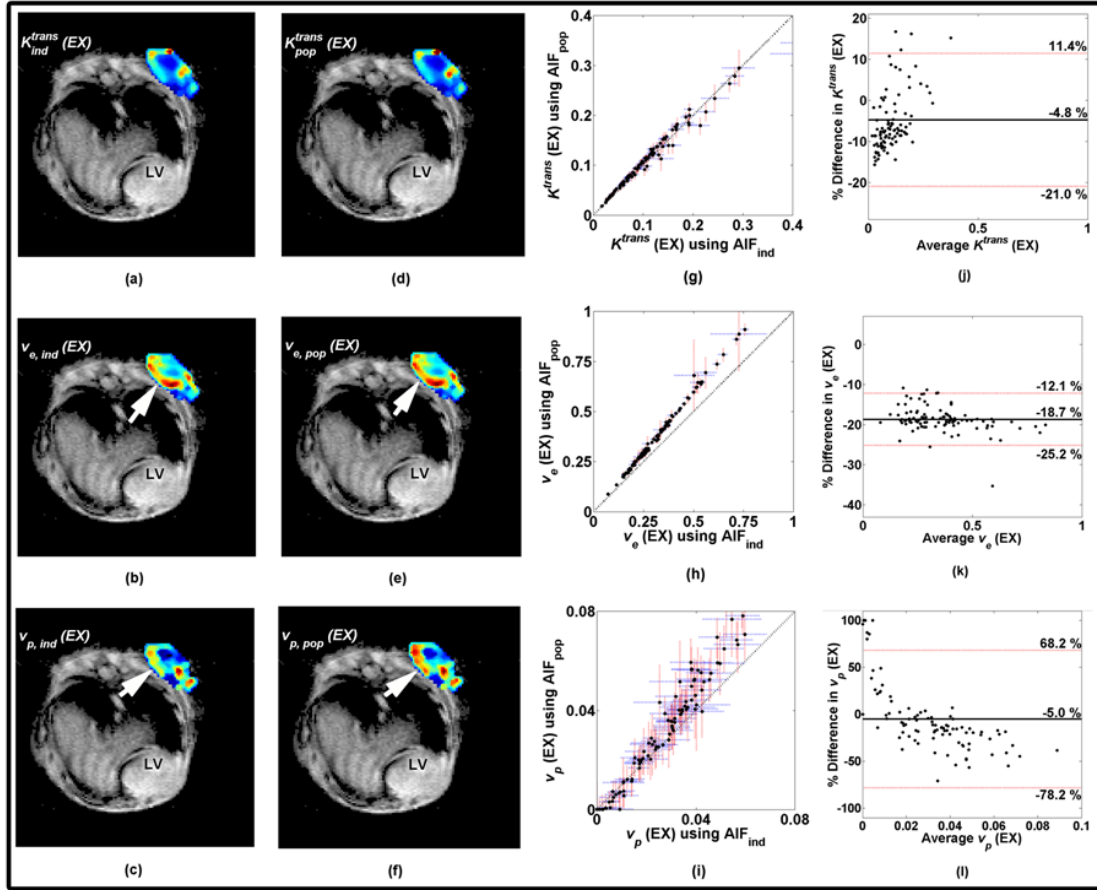 K^trans_ind (EX)
LV
(a)
K^trans_pop (EX)
LV
(d)
K^trans (EX) using AIF_pop
0.4
0.3
0.2
0.1
0
0 0.1 0.2 0.3 0.4
K^trans (EX) using AIF_ind
(g)
% Difference in K^trans (EX)
20
10
0
-10
-20
11.4%
-4.8%
-21.0 %
0 0.5 1
Average K^trans (EX)
(j)
v_e, ind (EX)
LV
(b)
v_e, pop (EX)
LV
(e)
v_e (EX) using AIF_pop
1
0.75
0.5
0.25
0
0 0.25 0.5 0.75 1
v_e (EX) using AIF_ind
(h)
% Difference in v_e (EX)
0
-10
-20
-30
-40
-12.1 %
-18.7 %
-25.2 %
0 0.5 1
Average v_e (EX)
(k)
v_p, ind (EX)
LV
(c)
v_p, pop (EX)
LV
(f)
v_p (EX) using AIF_pop
0.08
0.04
0
0 0.04 0.08
v_p (EX) using AIF_ind
(i)
% Difference in v_p (EX)
100
50
0
-50
-100
68.2 %
-5.0 %
-78.2 %
0 0.02 0.04 0.06 0.08 0.1
Average v_p (EX)
(l)